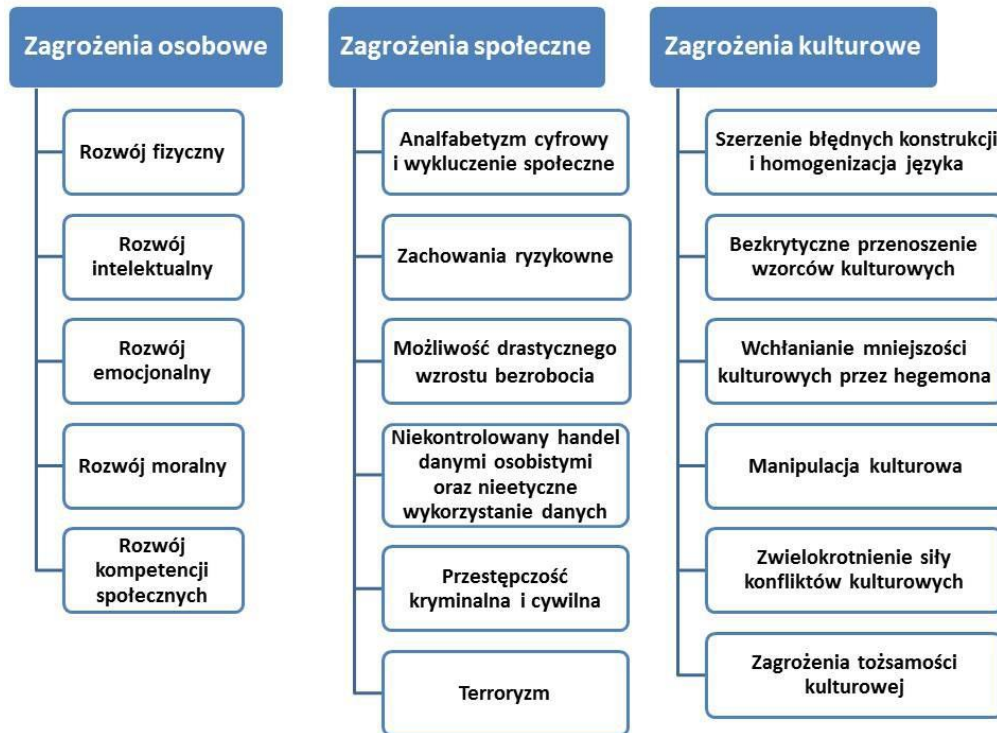 Zagrożenia osobowe
Rozwój fizyczny
Rozwój
intelektualny
Rozwój
emocjonalny
Rozwój moralny
Rozwój
kompetencji
społecznych
Zagrożenia społeczne
Analfabetyzm cyfrowy
i wykluczenie społeczne
Zachowania ryzykowne
Możliwość drastycznego
wzrostu bezrobocia
Niekontrolowany handel
danymi osobistymi
oraz nieetyczne
wykorzystanie danych
Przestępczość
kryminalna i cywilna
Terroryzm
Zagrożenia kulturowe
Szerzenie błędnych konstrukcji
i homogenizacja języka
Bezkrytyczne przenoszenie
wzorców kulturowych
Wchłanianie mniejszości
kulturowych przez hegemona
Manipulacja kulturowa
Zwielokrotnienie siły
konfliktów kulturowych
Zagrożenia tożsamości
kulturowej